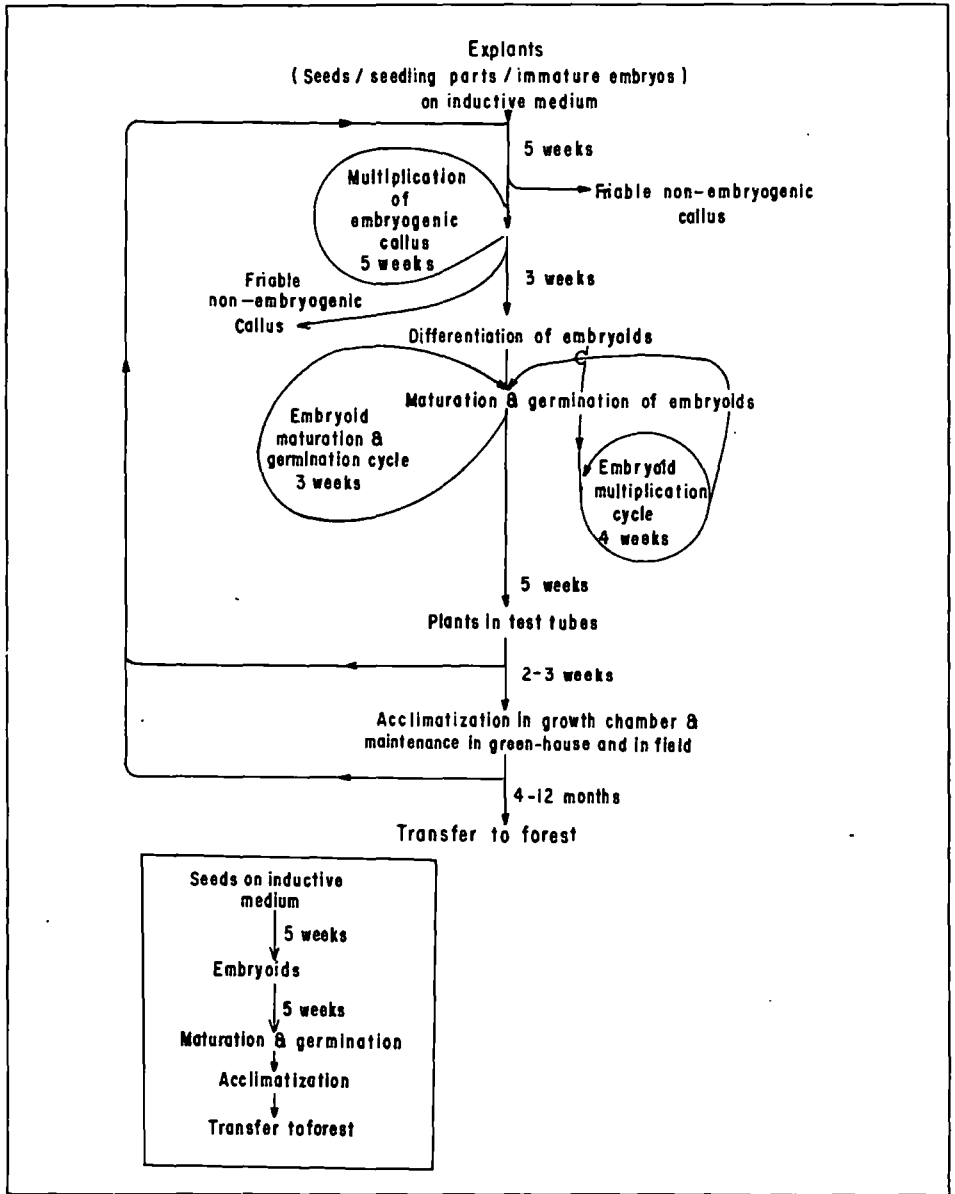 Explants
(Seeds / seedling parts / immature embryos)
on inductive medium
5 weeks
Friable non-embryogenic
callus
Multiplication
of
embryogenic
callus
5 weeks
3 weeks
Friable
non-embryogenic
Callus
Differentiation of embryoids
Maturation & germination of embryoids
Embryoid
maturation &
germination cycle
3 weeks
Embryoid
multiplication
cycle
4 weeks
5 weeks
Plants in test tubes
2-3 weeks
Acclimatization in growth chamber &
maintenance in green-house and in field
4-12 months
Transfer to forest
Seeds on inductive
medium
5 weeks
Embryoids
5 weeks
Maturation & germination
Acclimatization
Transfer toforest